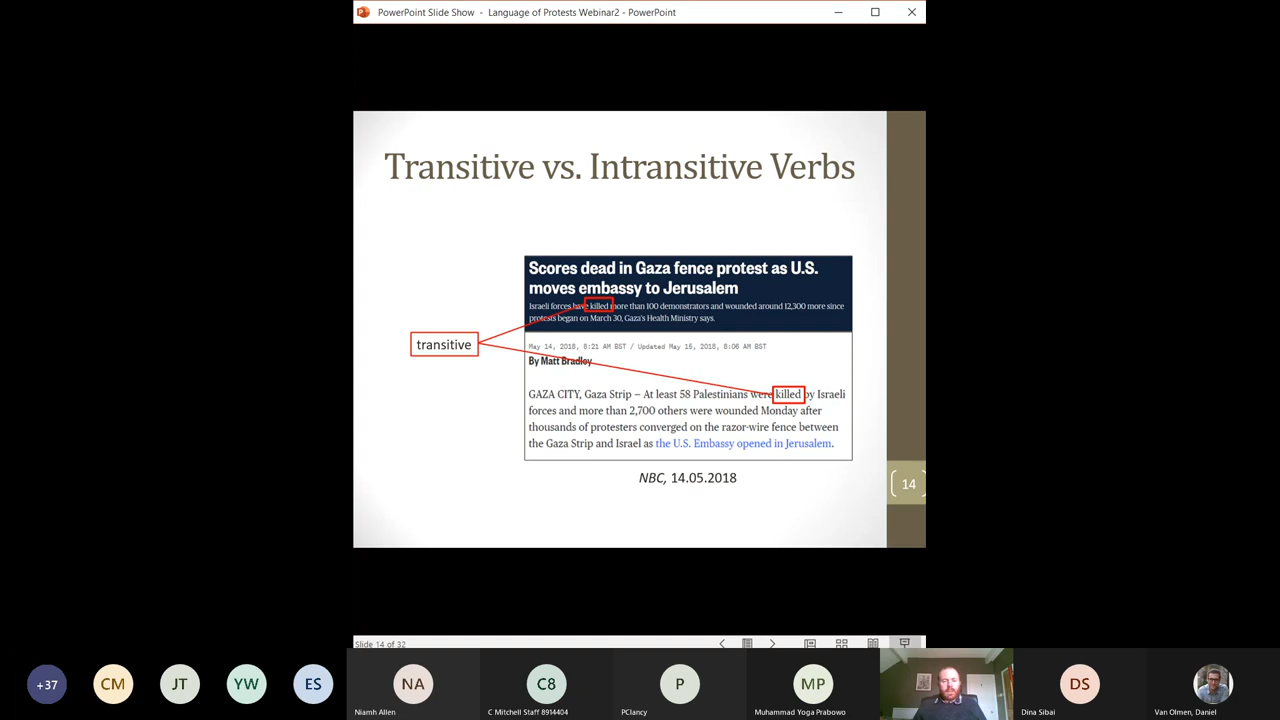 PowerPoint Slide Show - Language of Protests Webinar2 - PowerPoint
Transitive vs. Intransitive Verbs
Scores dead in Gaza fence protest as U.S.
moves embassy to Jerusalem
Israeli forces have killed more than 100 demonstrators and wounded around 12,300 more since
protests began on March 30, Gaza's Health Ministry says.
transitive
May 14, 2018, 8:21 AM BST / Updated May 15, 2018, 8:06 AM BST
By Matt Bradley
GAZA CITY, Gaza Strip – At least 58 Palestinians were killed by Israeli
forces and more than 2,700 others were wounded Monday after
thousands of protesters converged on the razor-wire fence between
the Gaza Strip and Israel as the U.S. Embassy opened in Jerusalem.
NBC, 14.05.2018
14
Slide 14 of 32
+37
CM
JT
YW
ES
NA
Niamh Allen
C8
C Mitchell Staff 8914404
P
PClancy
MP
Muhammad Yoga Prabowo
DS
Dina Sibai
Van Olmen, Daniel